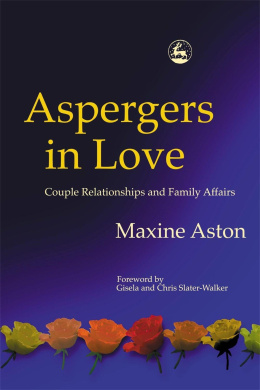 Aspergers
in Love
Couple Relationships and Family Affairs
Maxine Aston
Foreword by
Gisela and Chris Slater-Walker